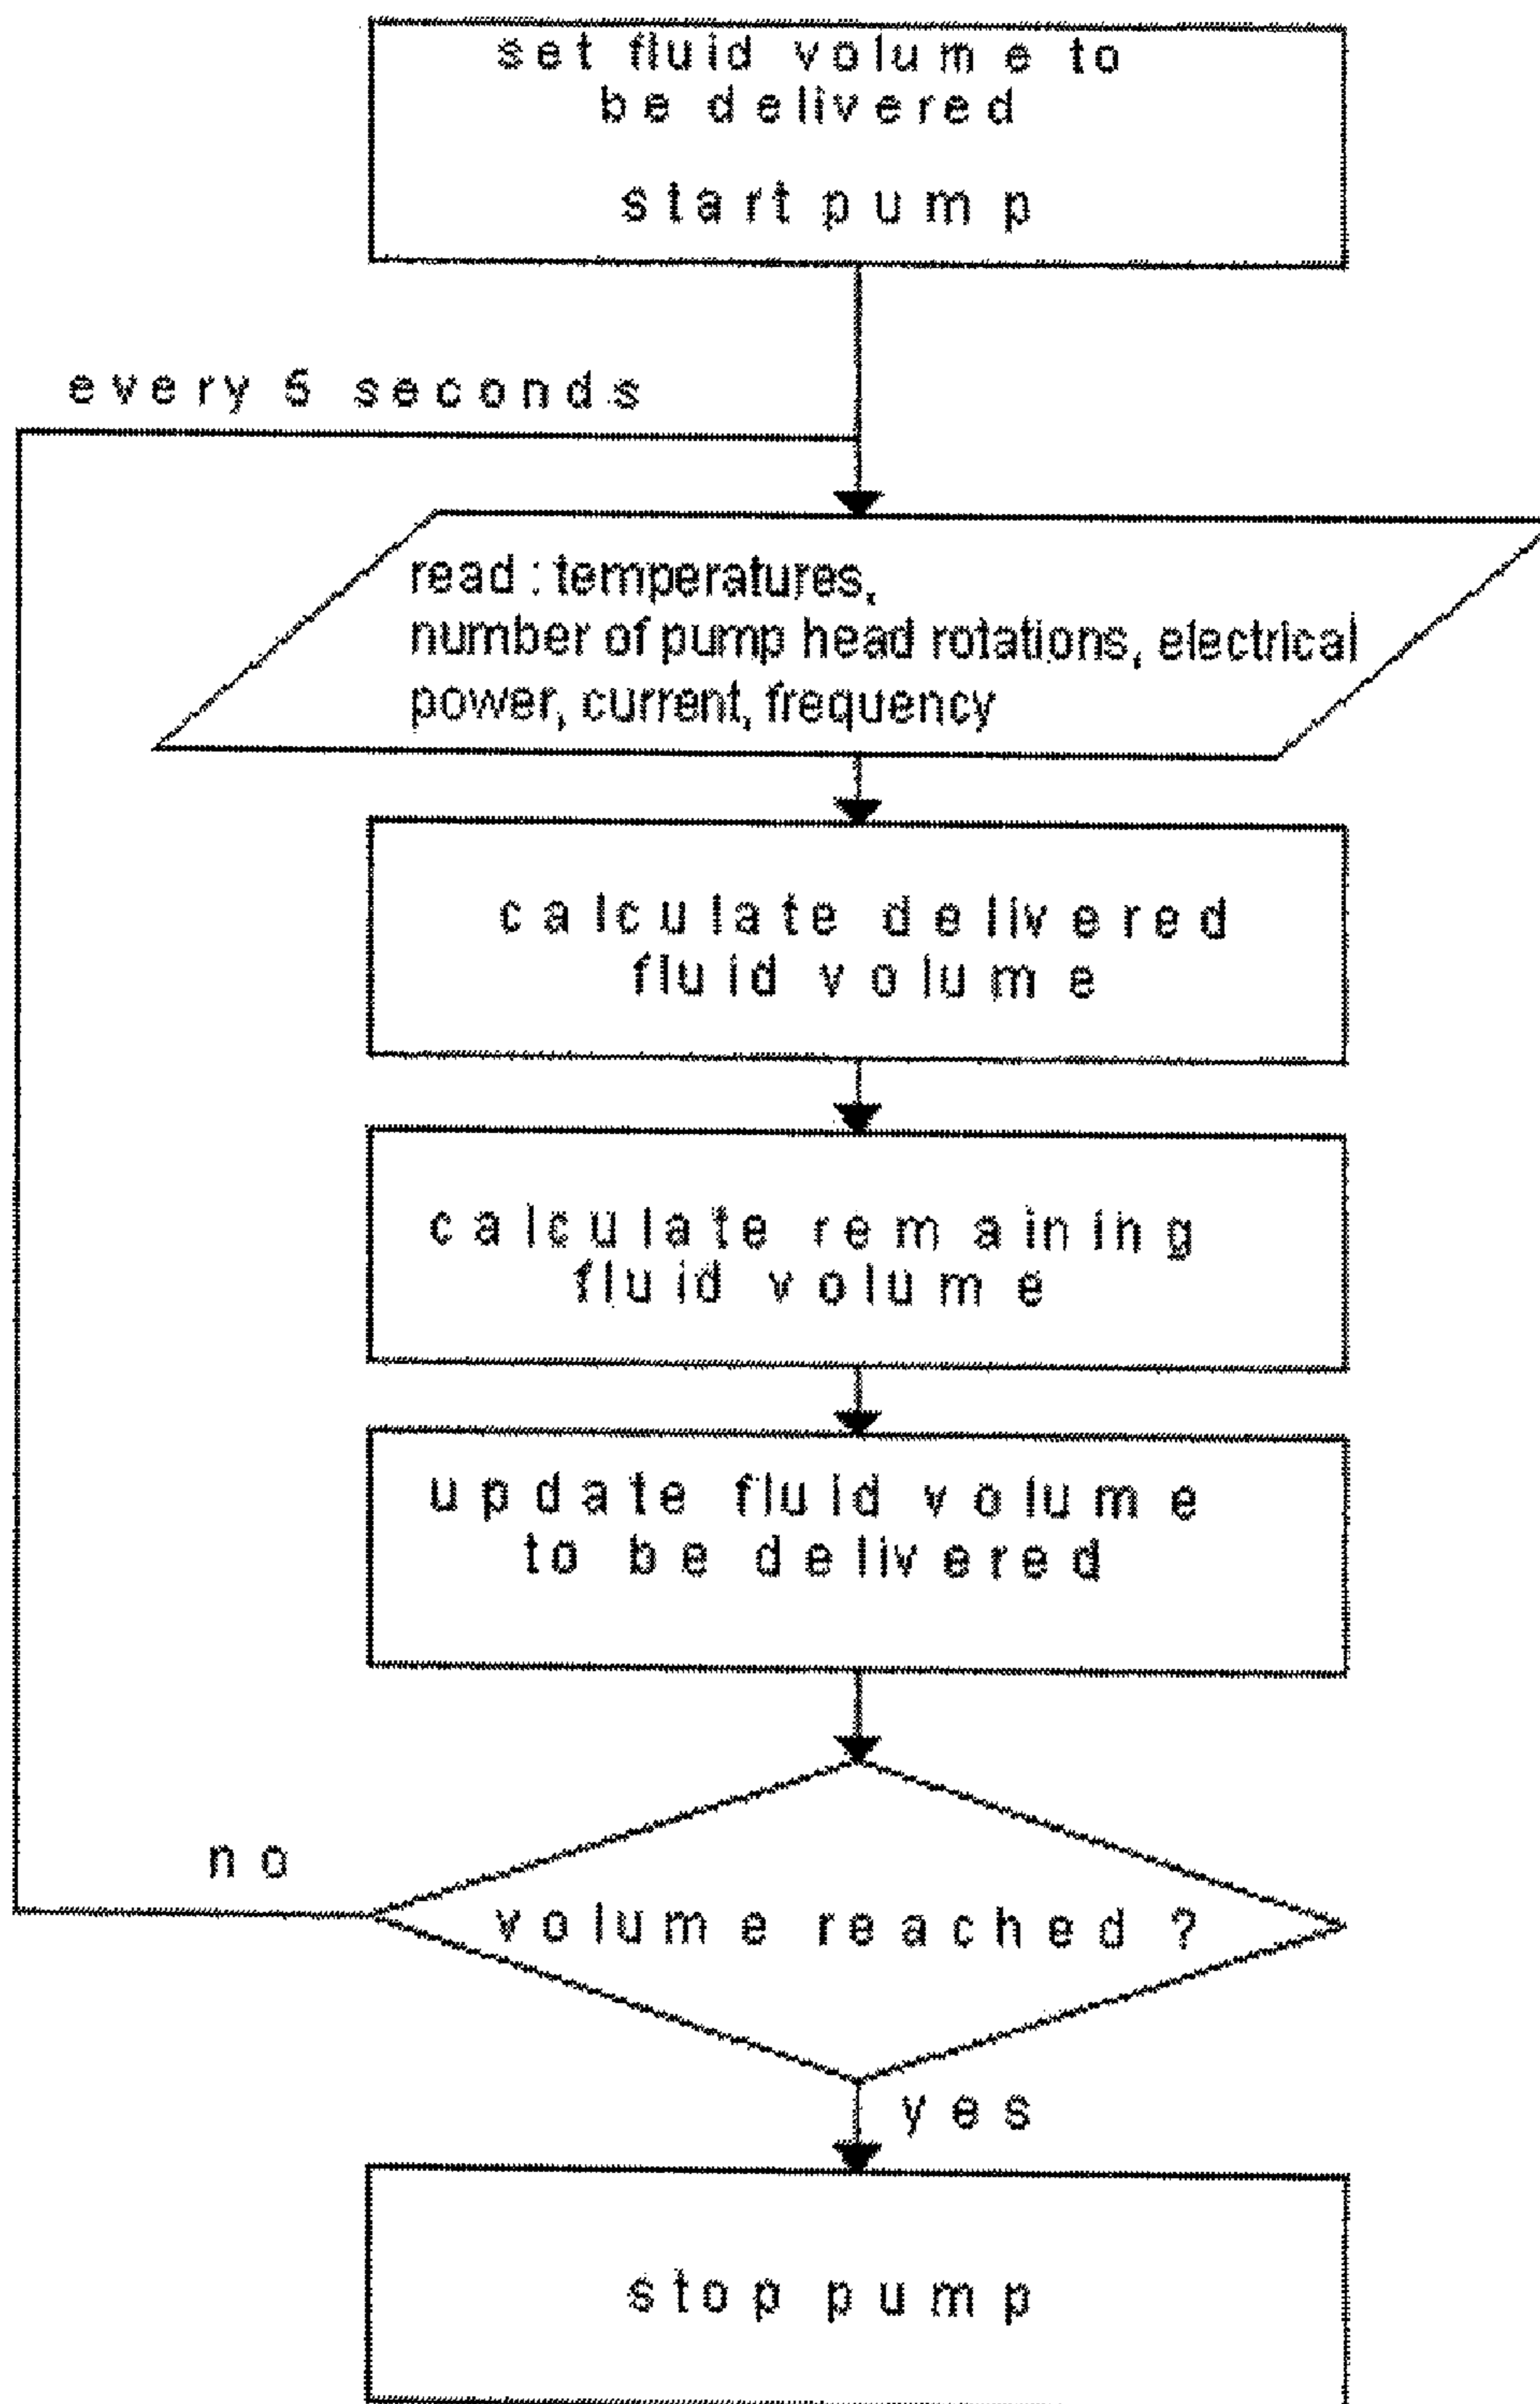 set fluid volume to
be delivered
start pump
every 5 seconds
read : temperatures,
number of pump head rotations, electrical
power, current, frequency
calculate delivered
fluid volume
calculate remaining
fluid volume
update fluid volume
to be delivered
no
volume reached ?
yes
stop pump